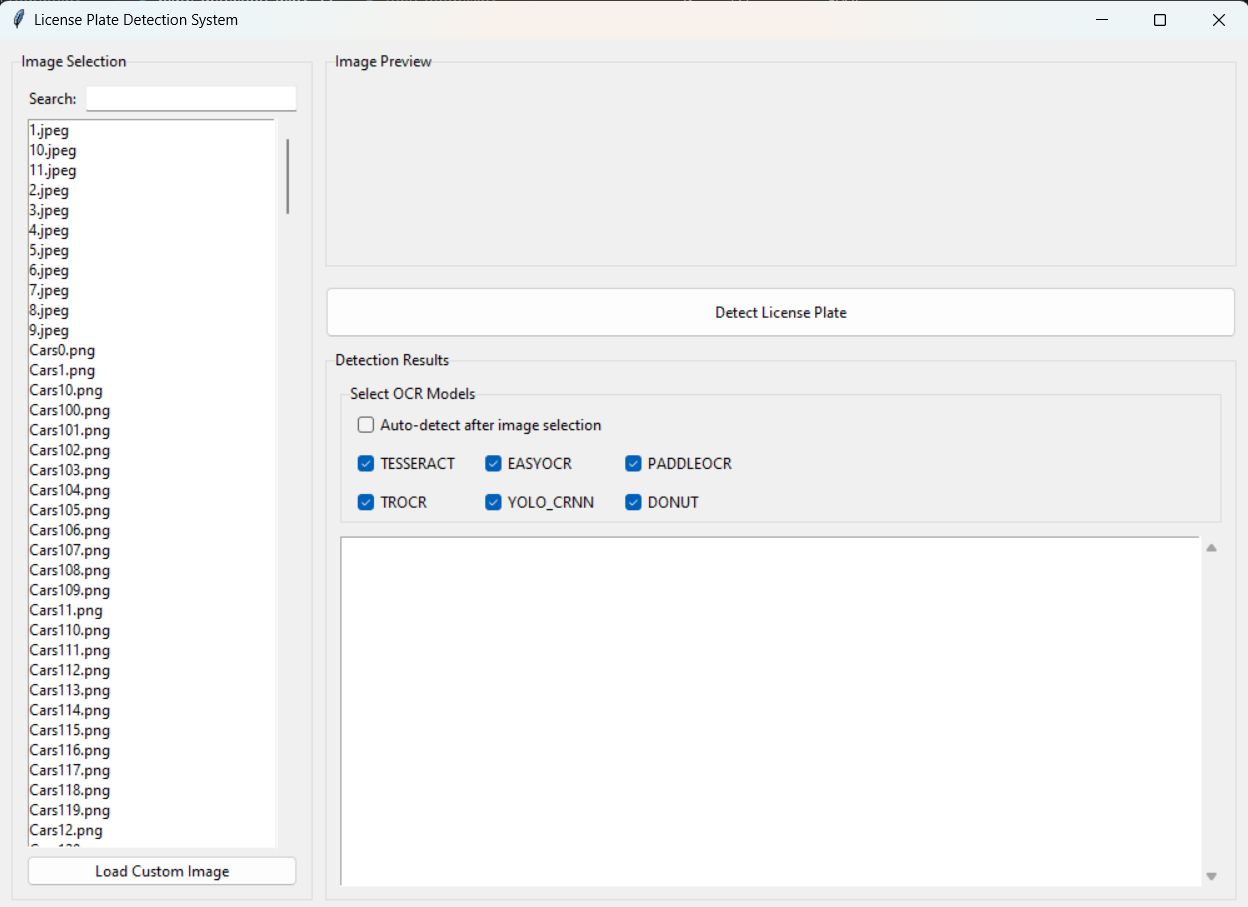 License Plate Detection System
Image Selection
Search:
1.jpeg
10.jpeg
11.jpeg
2.jpeg
3.jpeg
4.jpeg
5.jpeg
6.jpeg
7.jpeg
8.jpeg
9.jpeg
Cars0.png
Cars1.png
Cars10.png
Cars100.png
Cars101.png
Cars102.png
Cars103.png
Cars104.png
Cars105.png
Cars106.png
Cars107.png
Cars108.png
Cars109.png
Cars11.png
Cars110.png
Cars111.png
Cars112.png
Cars113.png
Cars114.png
Cars115.png
Cars116.png
Cars117.png
Cars118.png
Cars119.png
Cars12.png
Load Custom Image
Image Preview
Detect License Plate
Detection Results
Select OCR Models
Auto-detect after image selection
TESSERACT EASYOCR PADDLEOCR
TROCR YOLO_CRNN DONUT